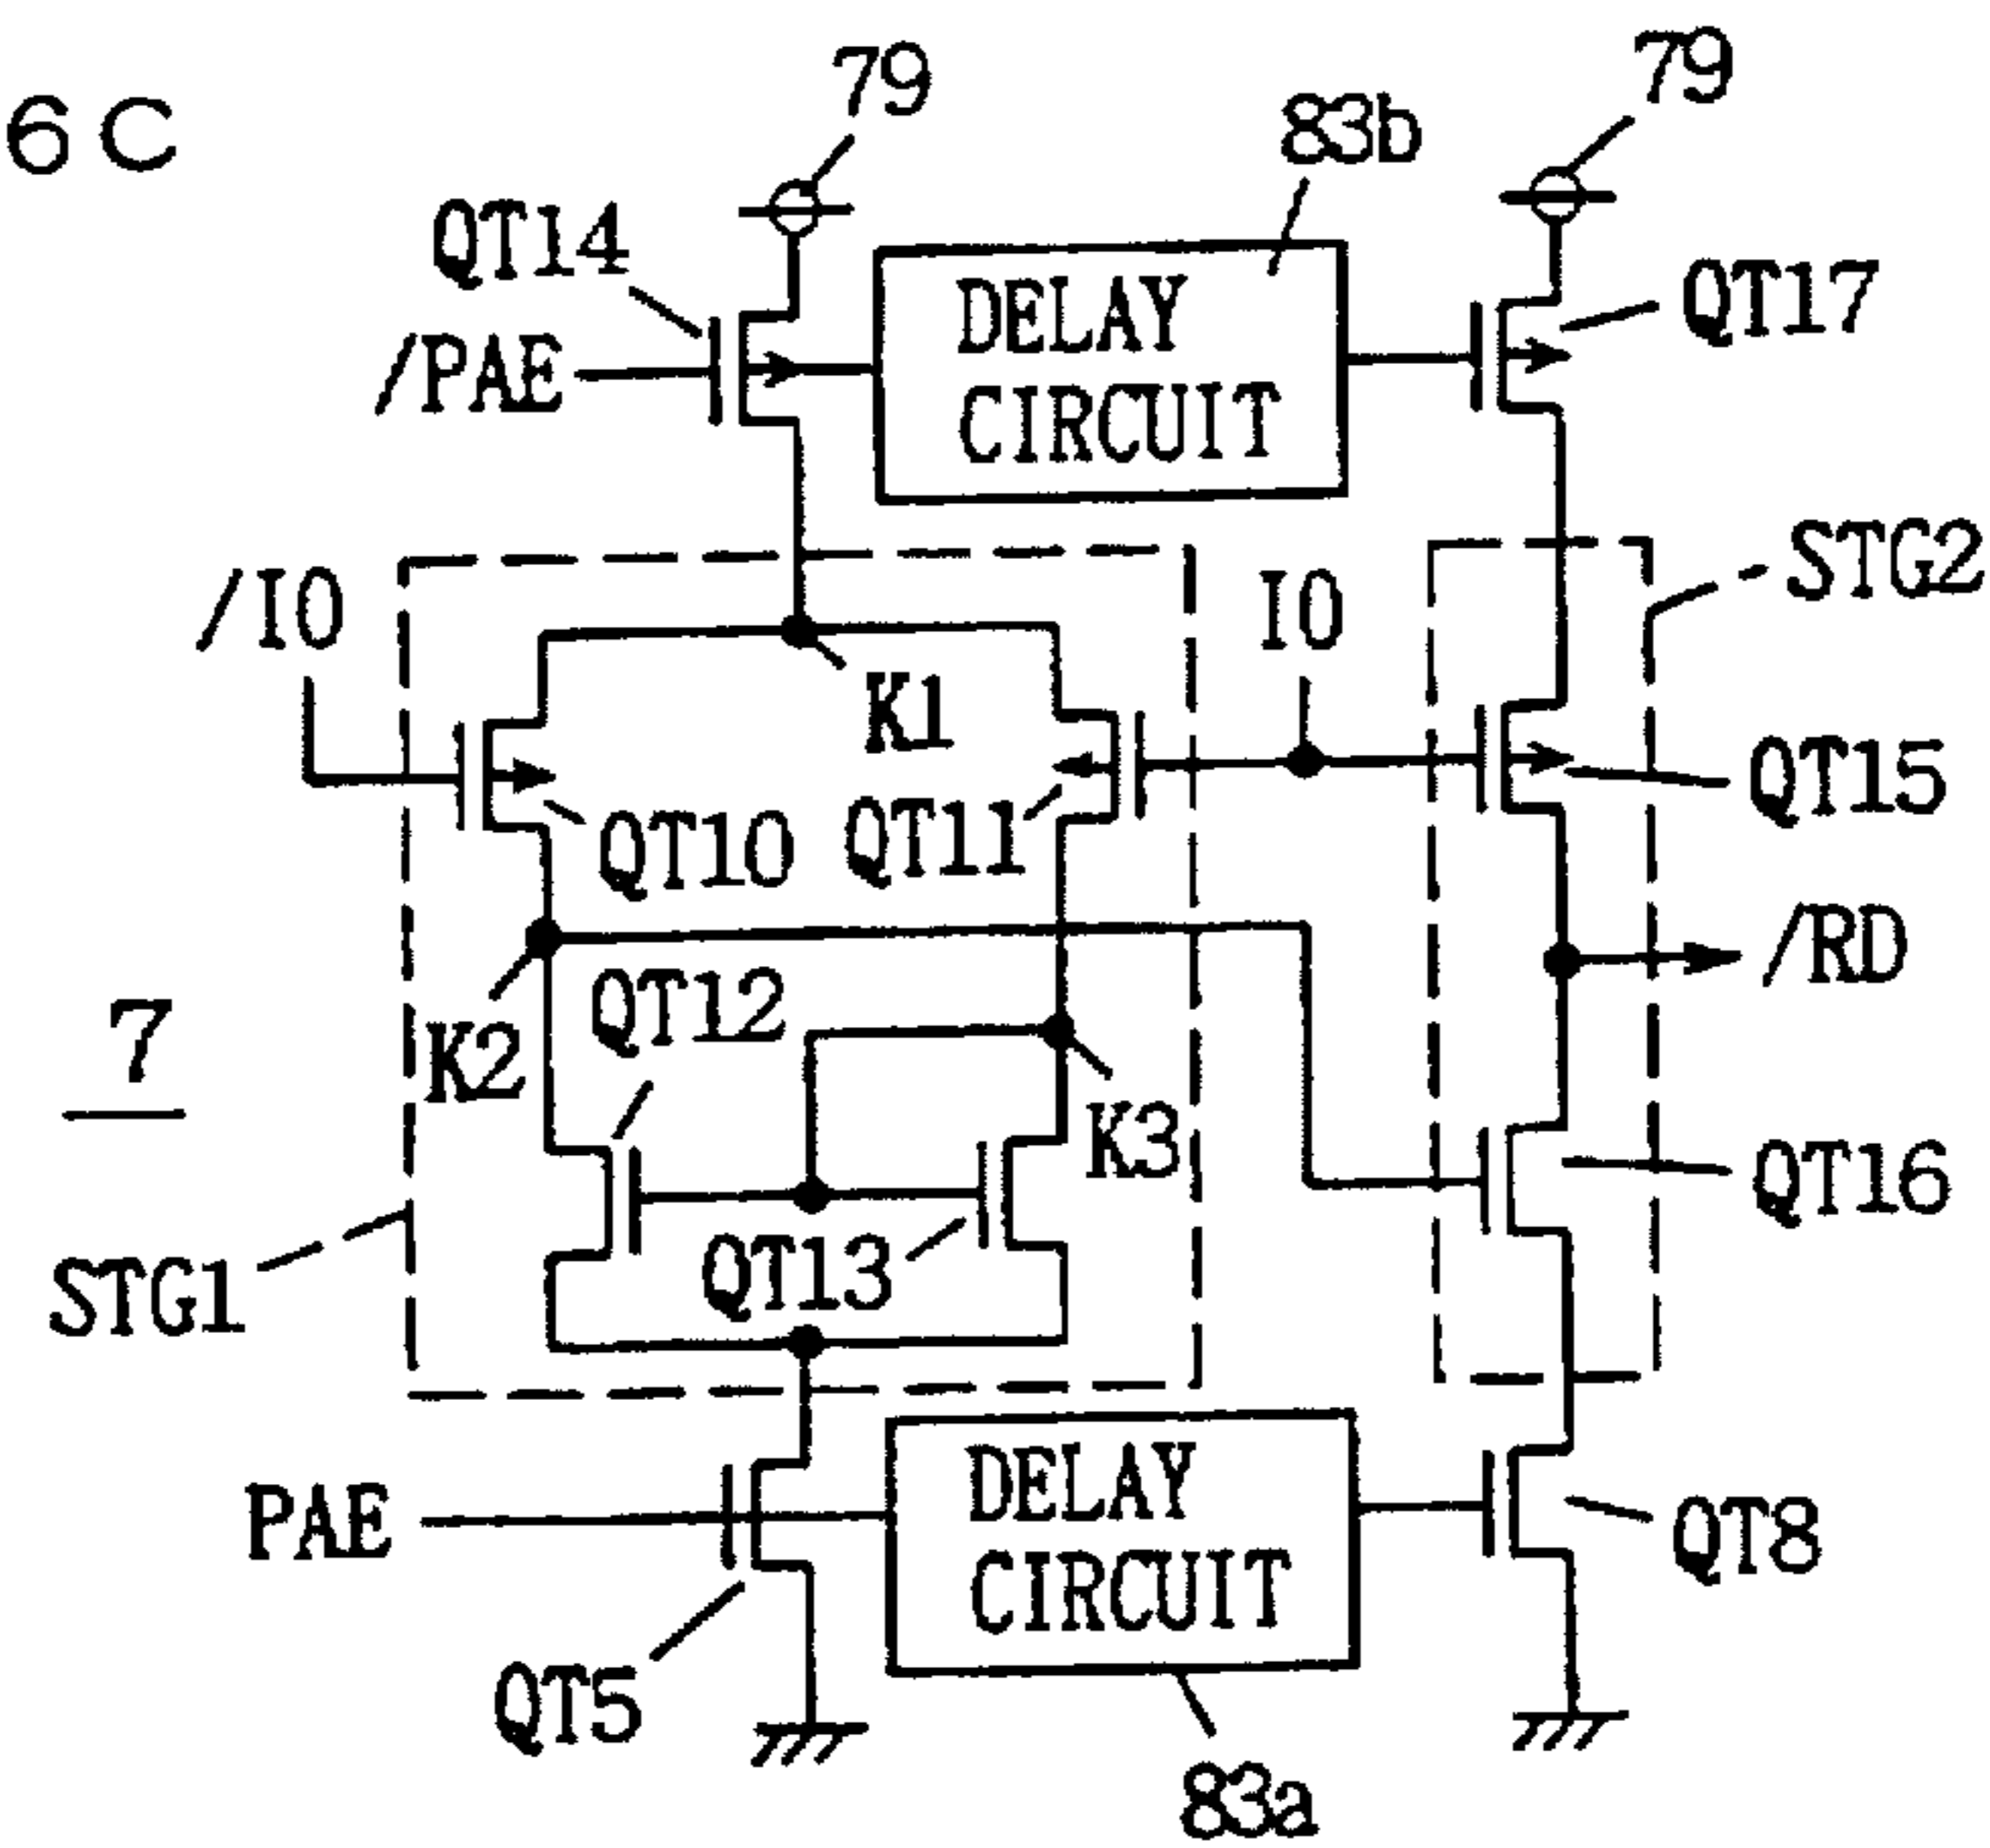 6C
79
79
83b
QT14
DELAY
CIRCUIT
QT17
/PAE
STG2
/IO
IO
K1
QT15
QT10
QT11
/RD
QT12
7
K2
K3
QT16
QT13
STG1
PAE
DELAY
CIRCUIT
QT8
QT5
83a